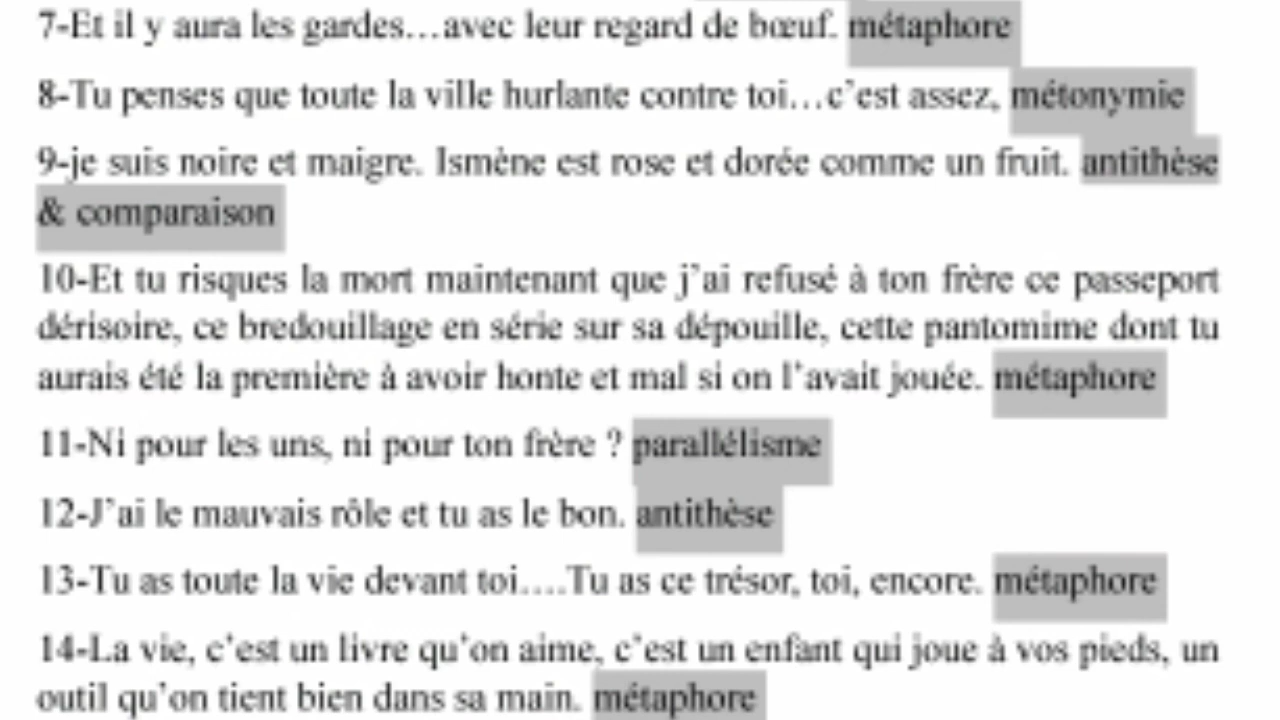 7-Et il y aura les gardes…avec leur regard de bœuf. métaphore
8-Tu penses que toute la ville hurlante contre toi…c'est assez, métonymie
9-je suis noire et maigre. Ismène est rose et dorée comme un fruit. antithèse
& comparaison
10-Et tu risques la mort maintenant que j'ai refusé à ton frère ce passeport
dérisoire, ce bredouillage en série sur sa dépouille, cette pantomime dont tu
aurais été la première à avoir honte et mal si on l'avait jouée. métaphore
11-Ni pour les uns, ni pour ton frère ? parallélisme
12-J'ai le mauvais rôle et tu as le bon. antithèse
13-Tu as toute la vie devant toi….Tu as ce trésor, toi, encore. métaphore
14-La vie, c'est un livre qu'on aime, c'est un enfant qui joue à vos pieds, un
outil qu'on tient bien dans sa main. métaphore